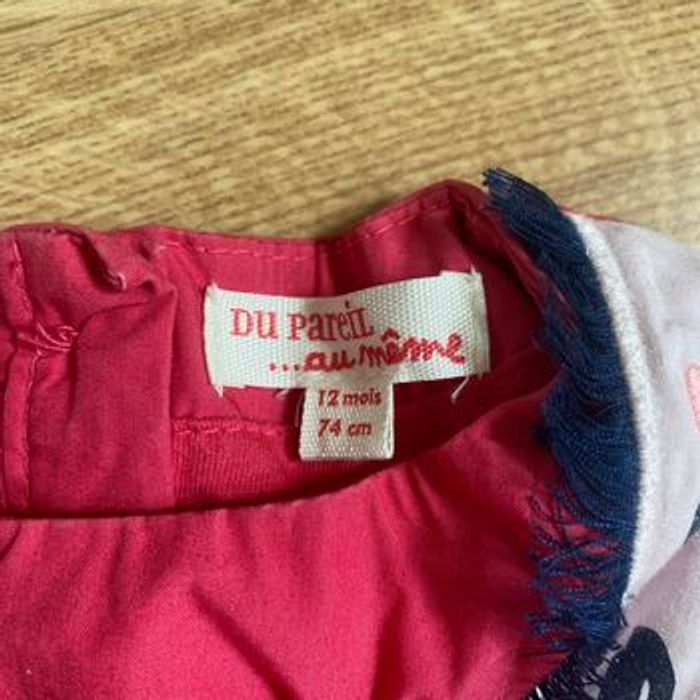 DU PAREIL
...au même
12 mois
74 cm